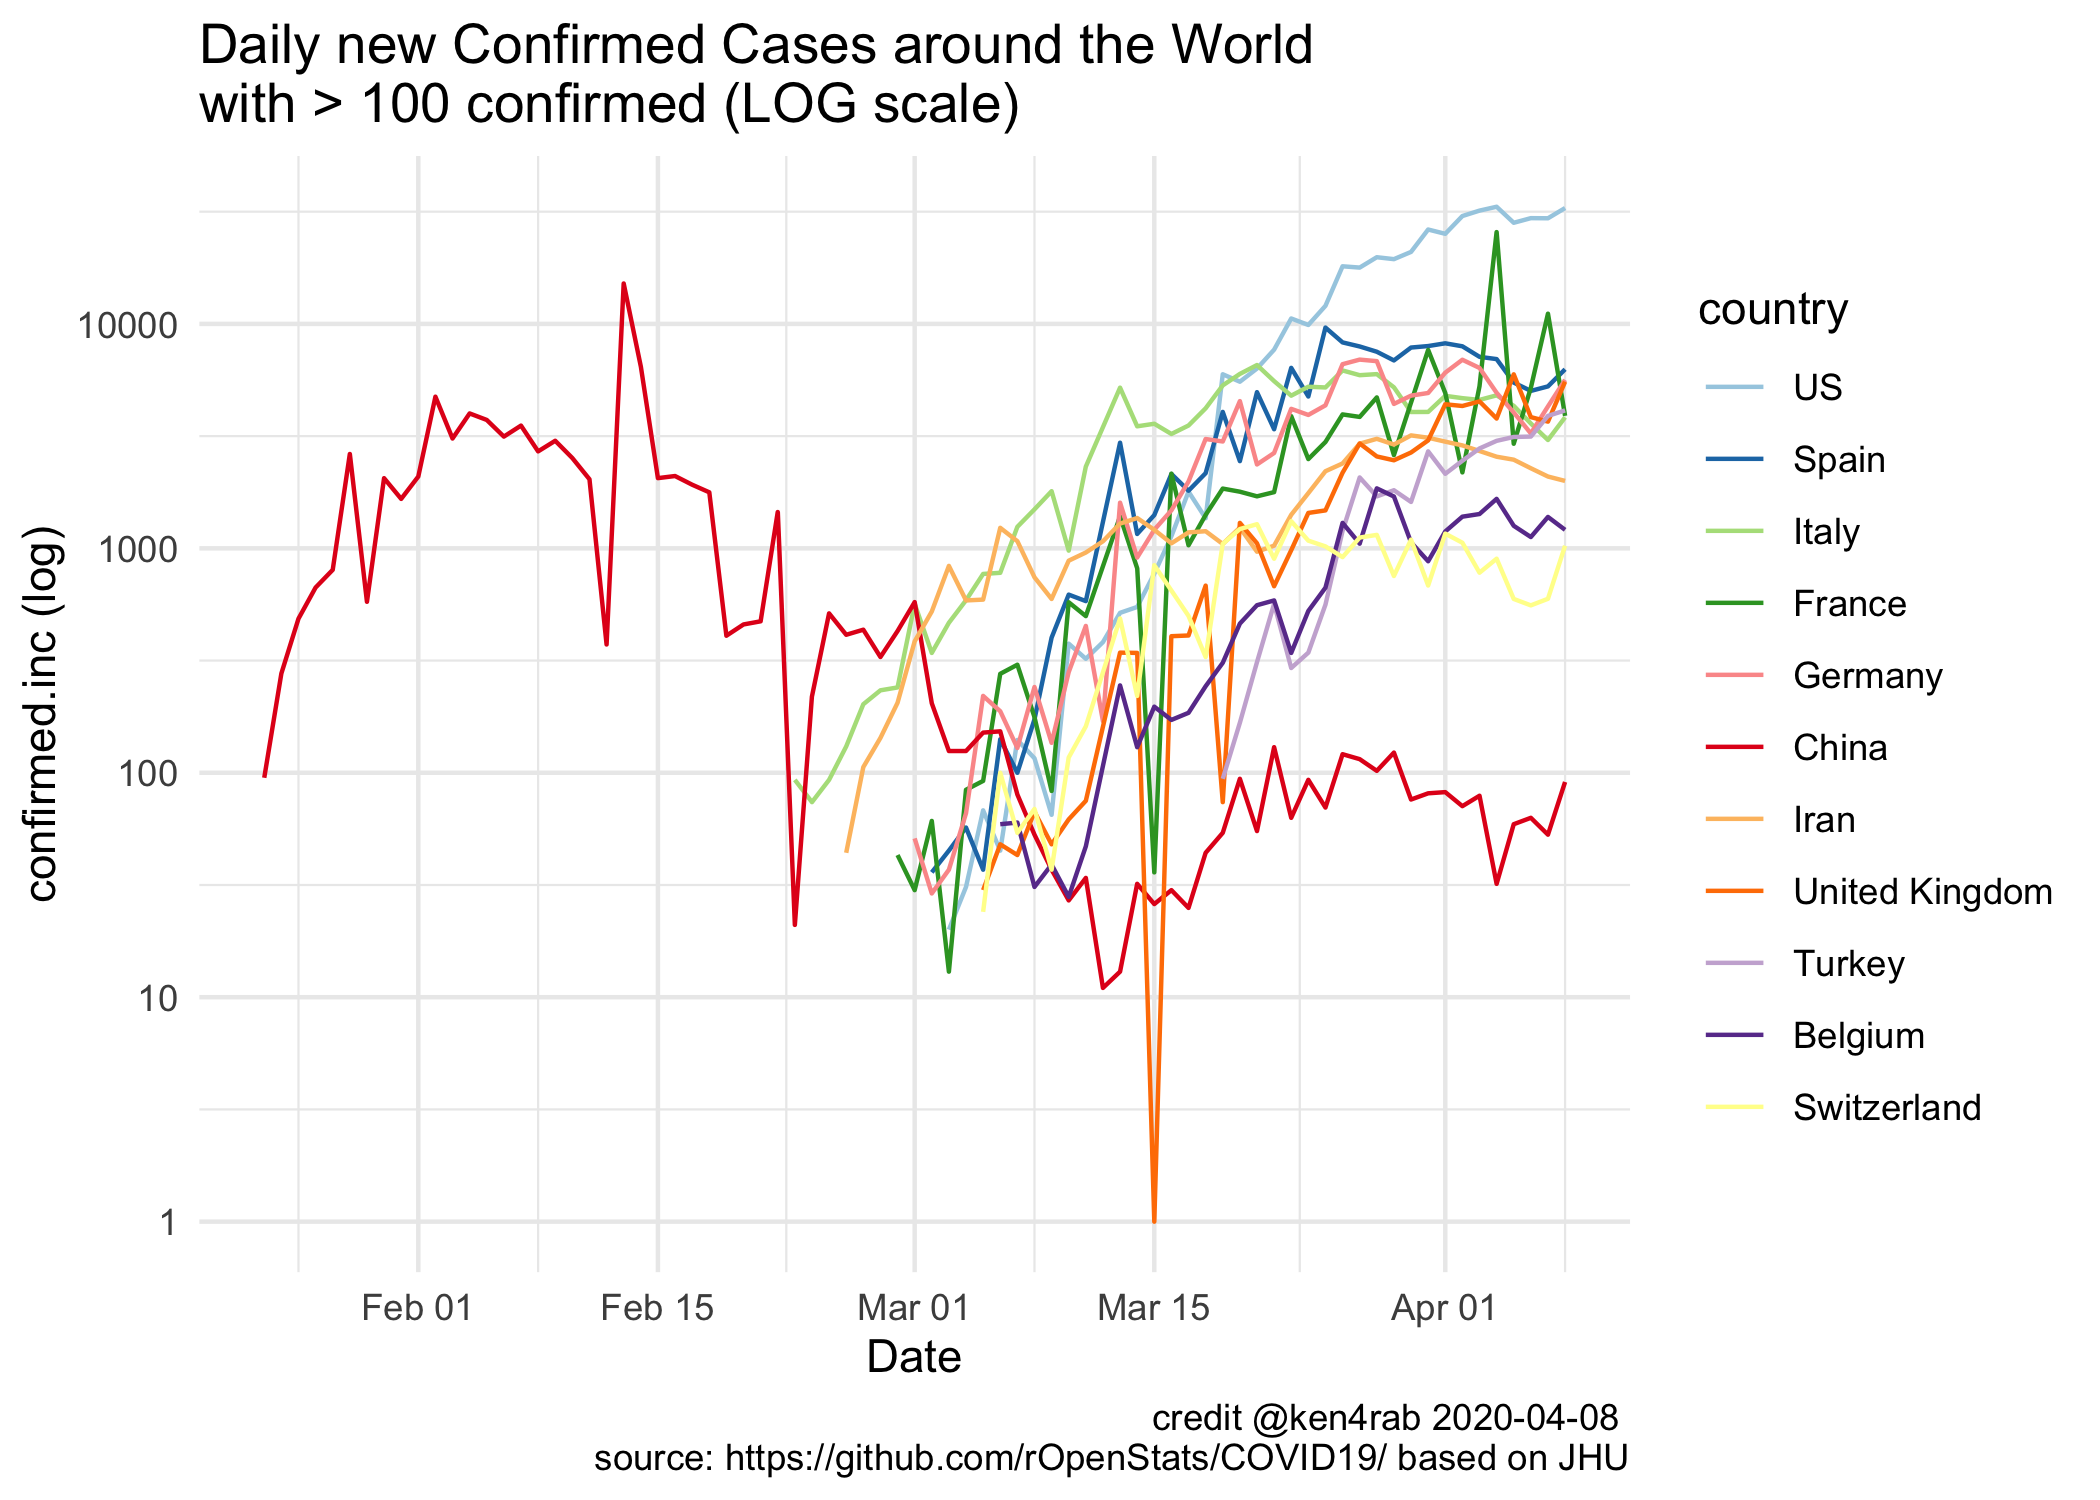 Daily new Confirmed Cases around the World
with > 100 confirmed (LOG scale)
confirmed.inc (log)
10000
1000
100
10
1
Feb 01
Feb 15
Mar 01
Mar 15
Apr 01
Date
country
US
Spain
Italy
France
Germany
China
Iran
United Kingdom
Turkey
Belgium
Switzerland
credit @ken4rab 2020-04-08
source: https://github.com/rOpenStats/COVID19/ based on JHU